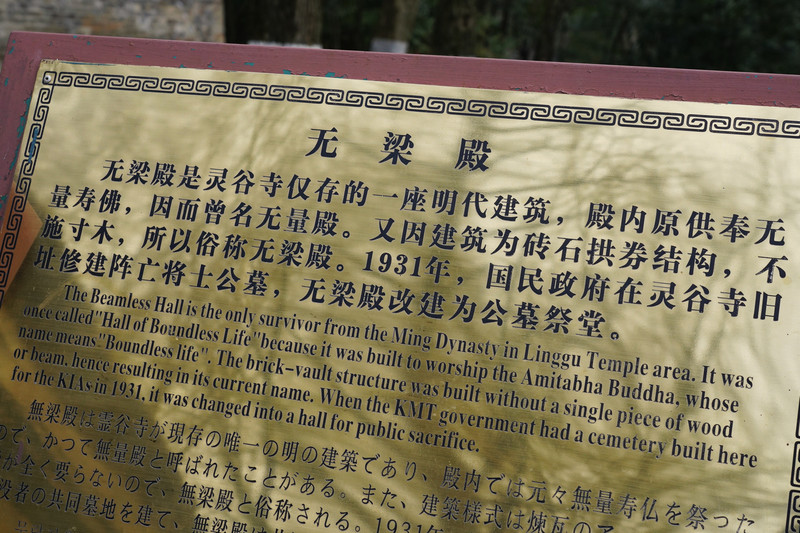 无梁殿
无梁殿是灵谷寺仅存的一座明代建筑，殿内原供奉无
量寿佛，因而曾名无量殿。又因建筑为砖石拱券结构，不
施寸木，所以俗称无梁殿。1931年，国民政府在灵谷寺旧
址修建阵亡将士公墓，无梁殿改建为公墓祭堂。
The Beamless Hall is the only survivor from the Ming Dynasty in Linggu Temple area. It was
once called"Hall of Boundless Life"because it was built to worship the Amitabha Buddha, whose
name means"Boundless life". The brick-vault structure was built without a single piece of wood
or beam, hence resulting in its current name. When the KMT government had a cemetery built here
for the KIAs in 1931, it was changed into a hall for public sacrifice.
無梁殿は霊谷寺が現存の唯一の明の建築であり、殿内では元々無量寿仏を祭った
ので、かつて無量殿と呼ばれたことがある。また、建築様式は煉瓦のア
が全く要らないので、無梁殿と俗称される。1931年
没者の共同墓地を建て、無梁殿は